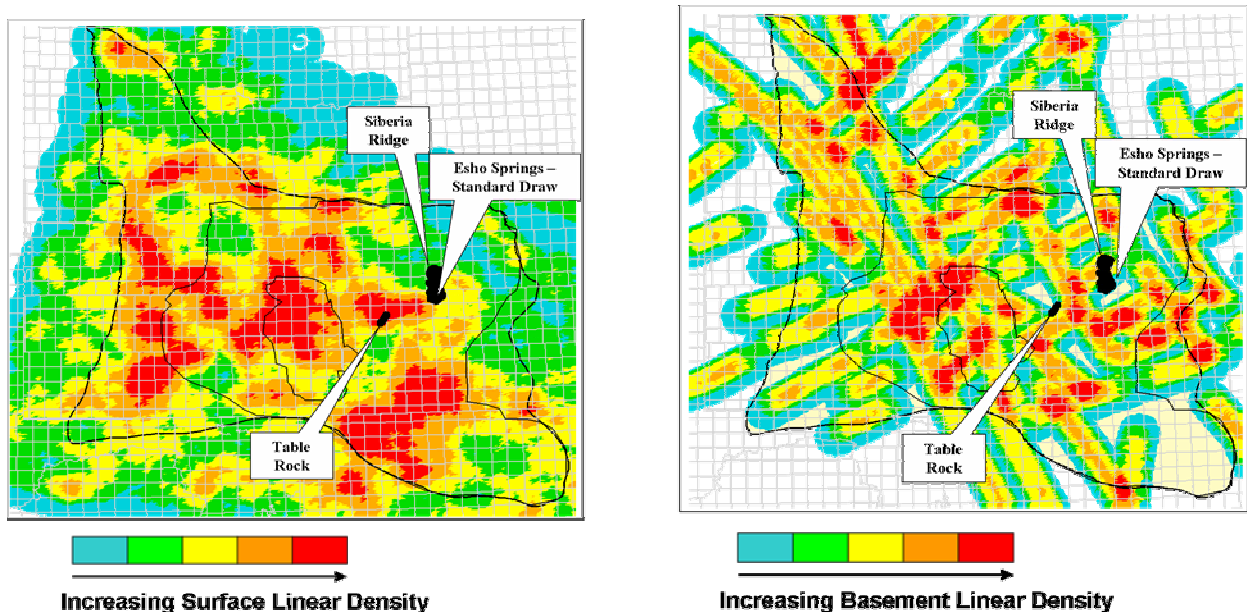 Siberia
Ridge
Esho Springs –
Standard Draw
Table
Rock
Increasing Surface Linear Density
Siberia
Ridge
Esho Springs –
Standard Draw
Table
Rock
Increasing Basement Linear Density